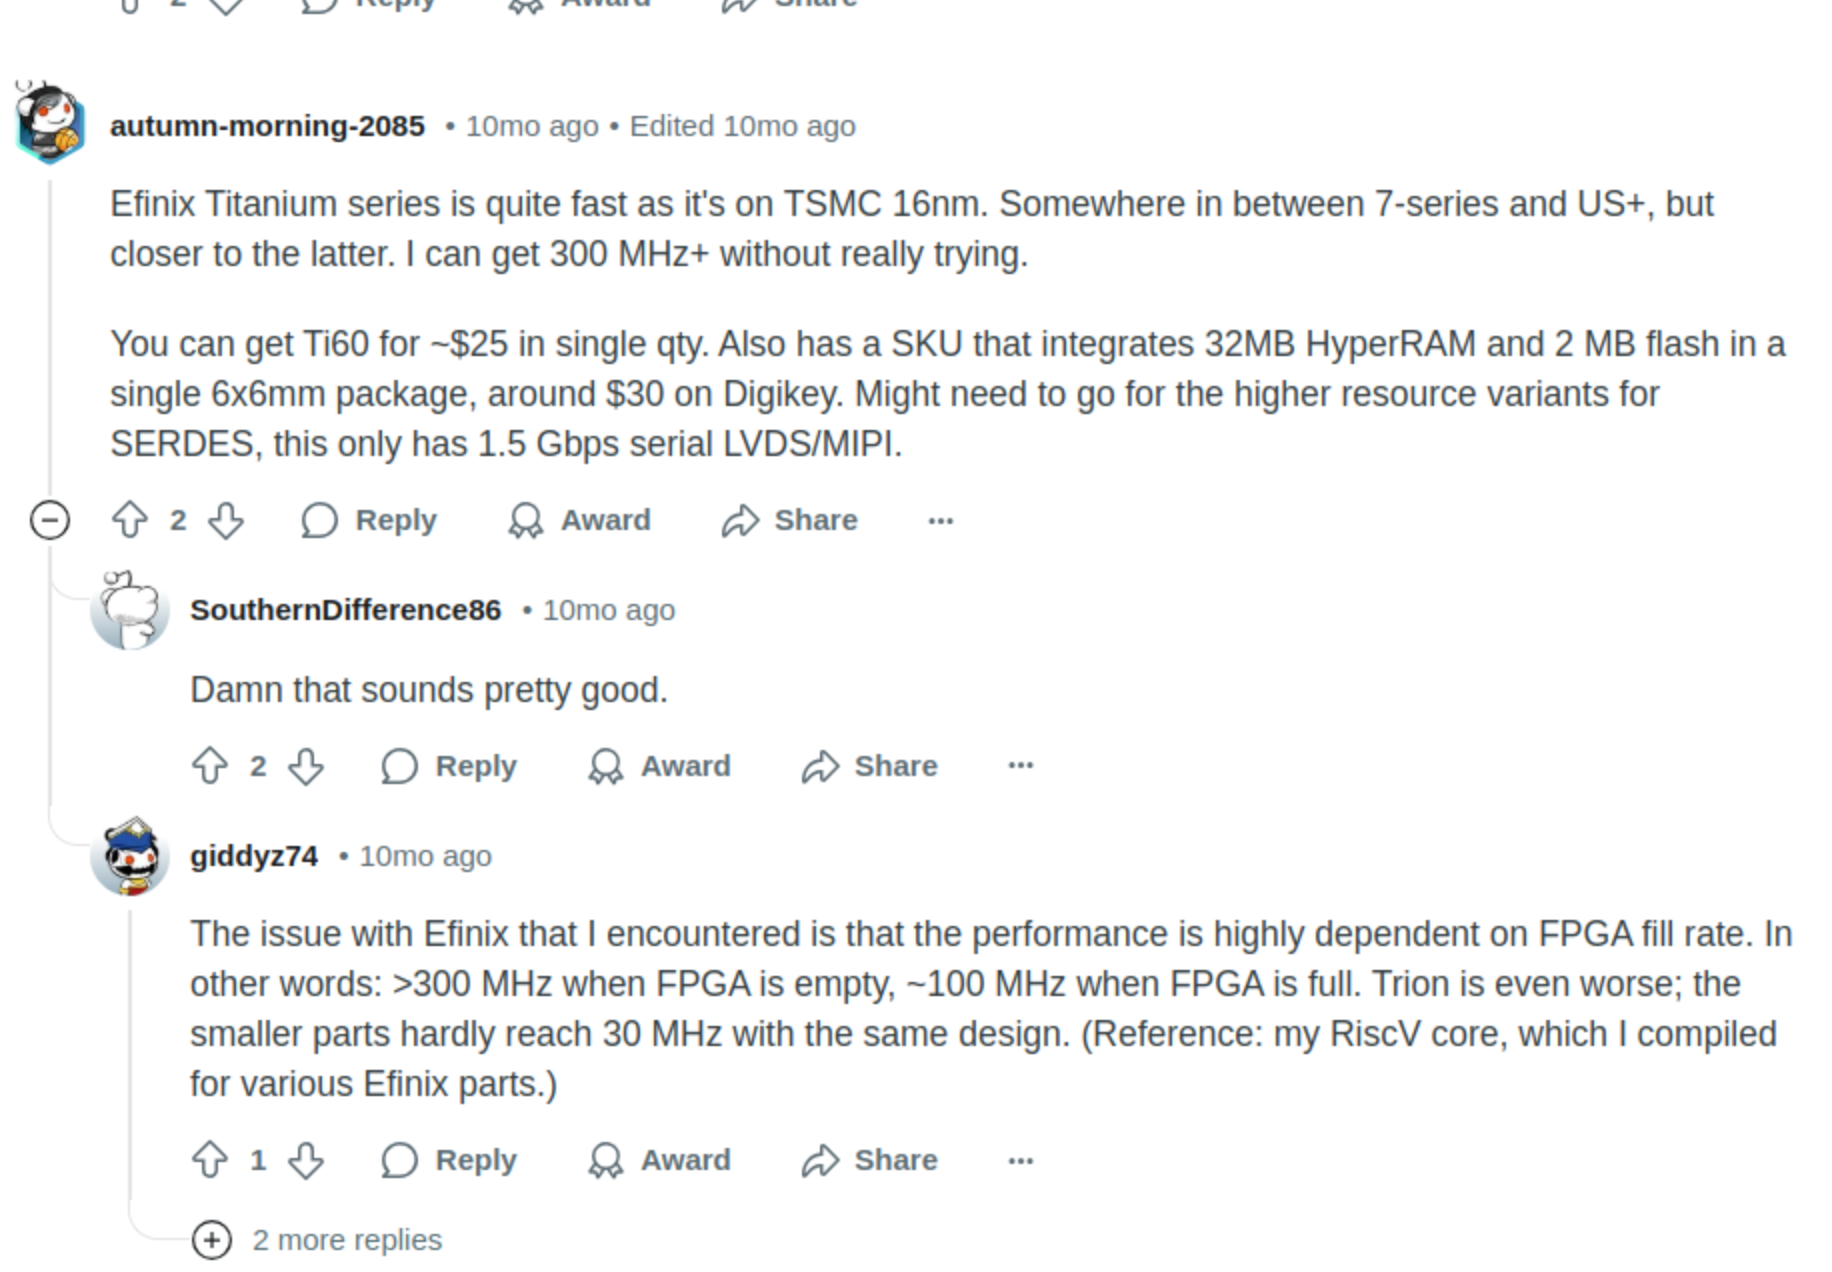 2 Reply Award Share
autumn-morning-2085 • 10mo ago • Edited 10mo ago
Efinix Titanium series is quite fast as it's on TSMC 16nm. Somewhere in between 7-series and US+, but
closer to the latter. I can get 300 MHz+ without really trying.
You can get Ti60 for ~$25 in single qty. Also has a SKU that integrates 32MB HyperRAM and 2 MB flash in a
single 6x6mm package, around $30 on Digikey. Might need to go for the higher resource variants for
SERDES, this only has 1.5 Gbps serial LVDS/MIPI.
2 Reply Award Share ...
SouthernDifference86 • 10mo ago
Damn that sounds pretty good.
2 Reply Award Share ...
giddyz74 • 10mo ago
The issue with Efinix that I encountered is that the performance is highly dependent on FPGA fill rate. In
other words: >300 MHz when FPGA is empty, ~100 MHz when FPGA is full. Trion is even worse; the
smaller parts hardly reach 30 MHz with the same design. (Reference: my RiscV core, which I compiled
for various Efinix parts.)
1 Reply Award Share ...
2 more replies